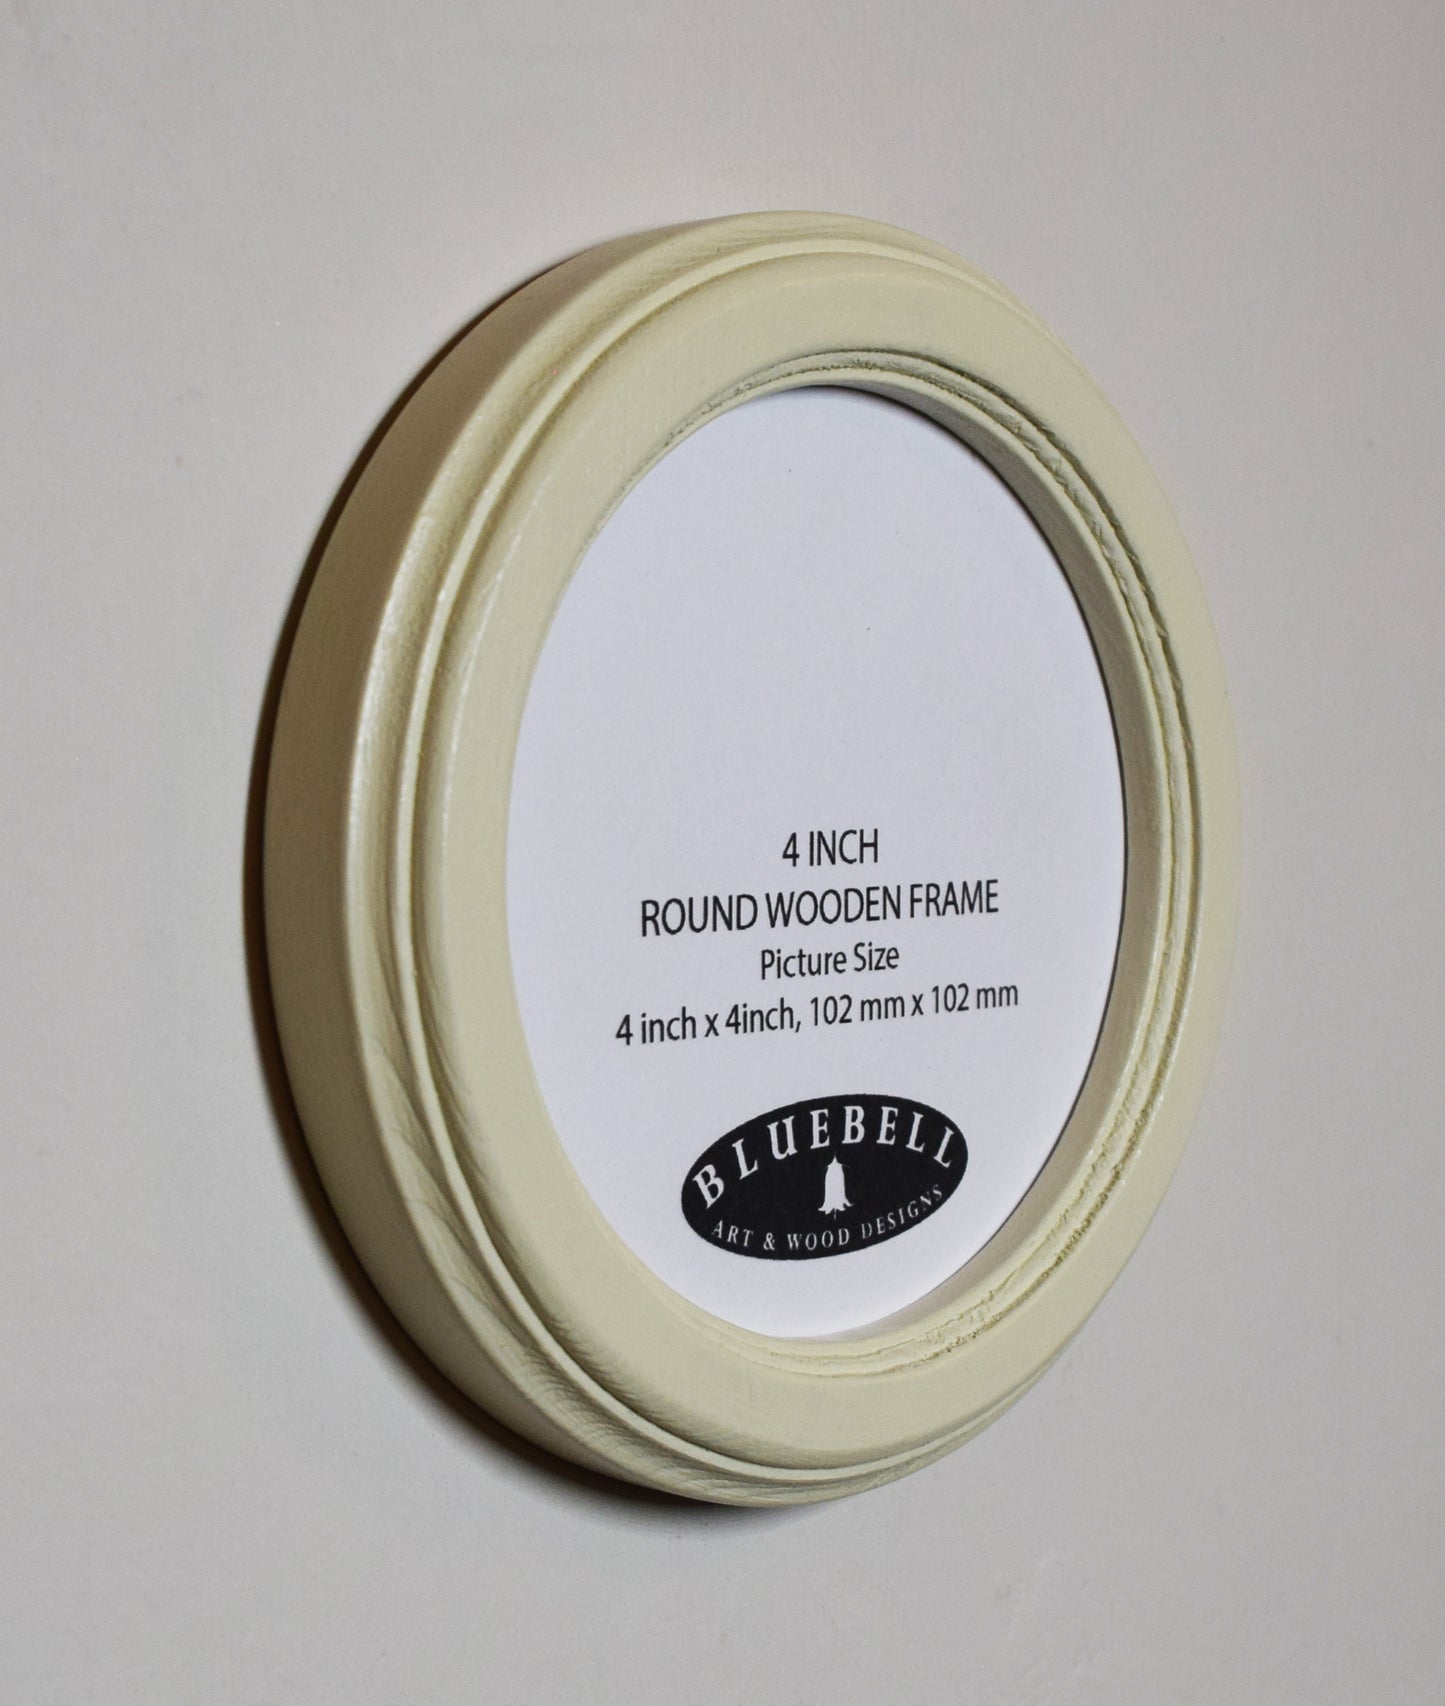 4 INCH
ROUND WOODEN FRAME
Picture Size
4 inch x 4inch, 102 mm x 102 mm
BLUEBELL
ART & WOOD DESIGNS